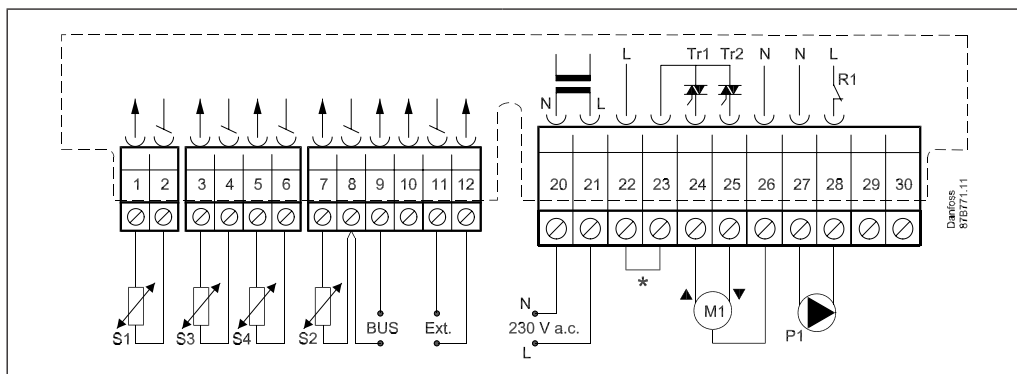 L Tr1 Tr2 N N L
R1
N L
1 2 3 4 5 6 7 8 9 10 11 12
20 21 22 23 24 25 26 27 28 29 30
Danfoss
87B771.11
*
N
M1
S1 S3 S4 S2 BUS Ext. 230 V a.c. P1
L